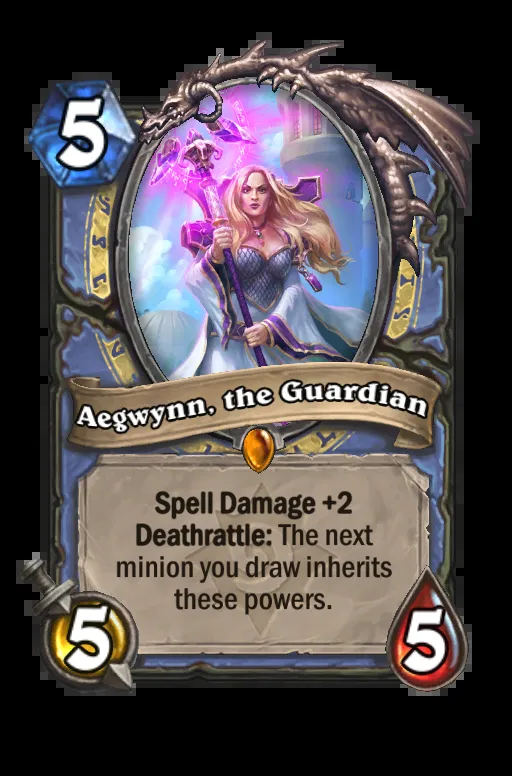 5
Aegwynn, the Guardian
Spell Damage +2
Deathrattle: The next
minion you draw inherits
these powers.
5
5